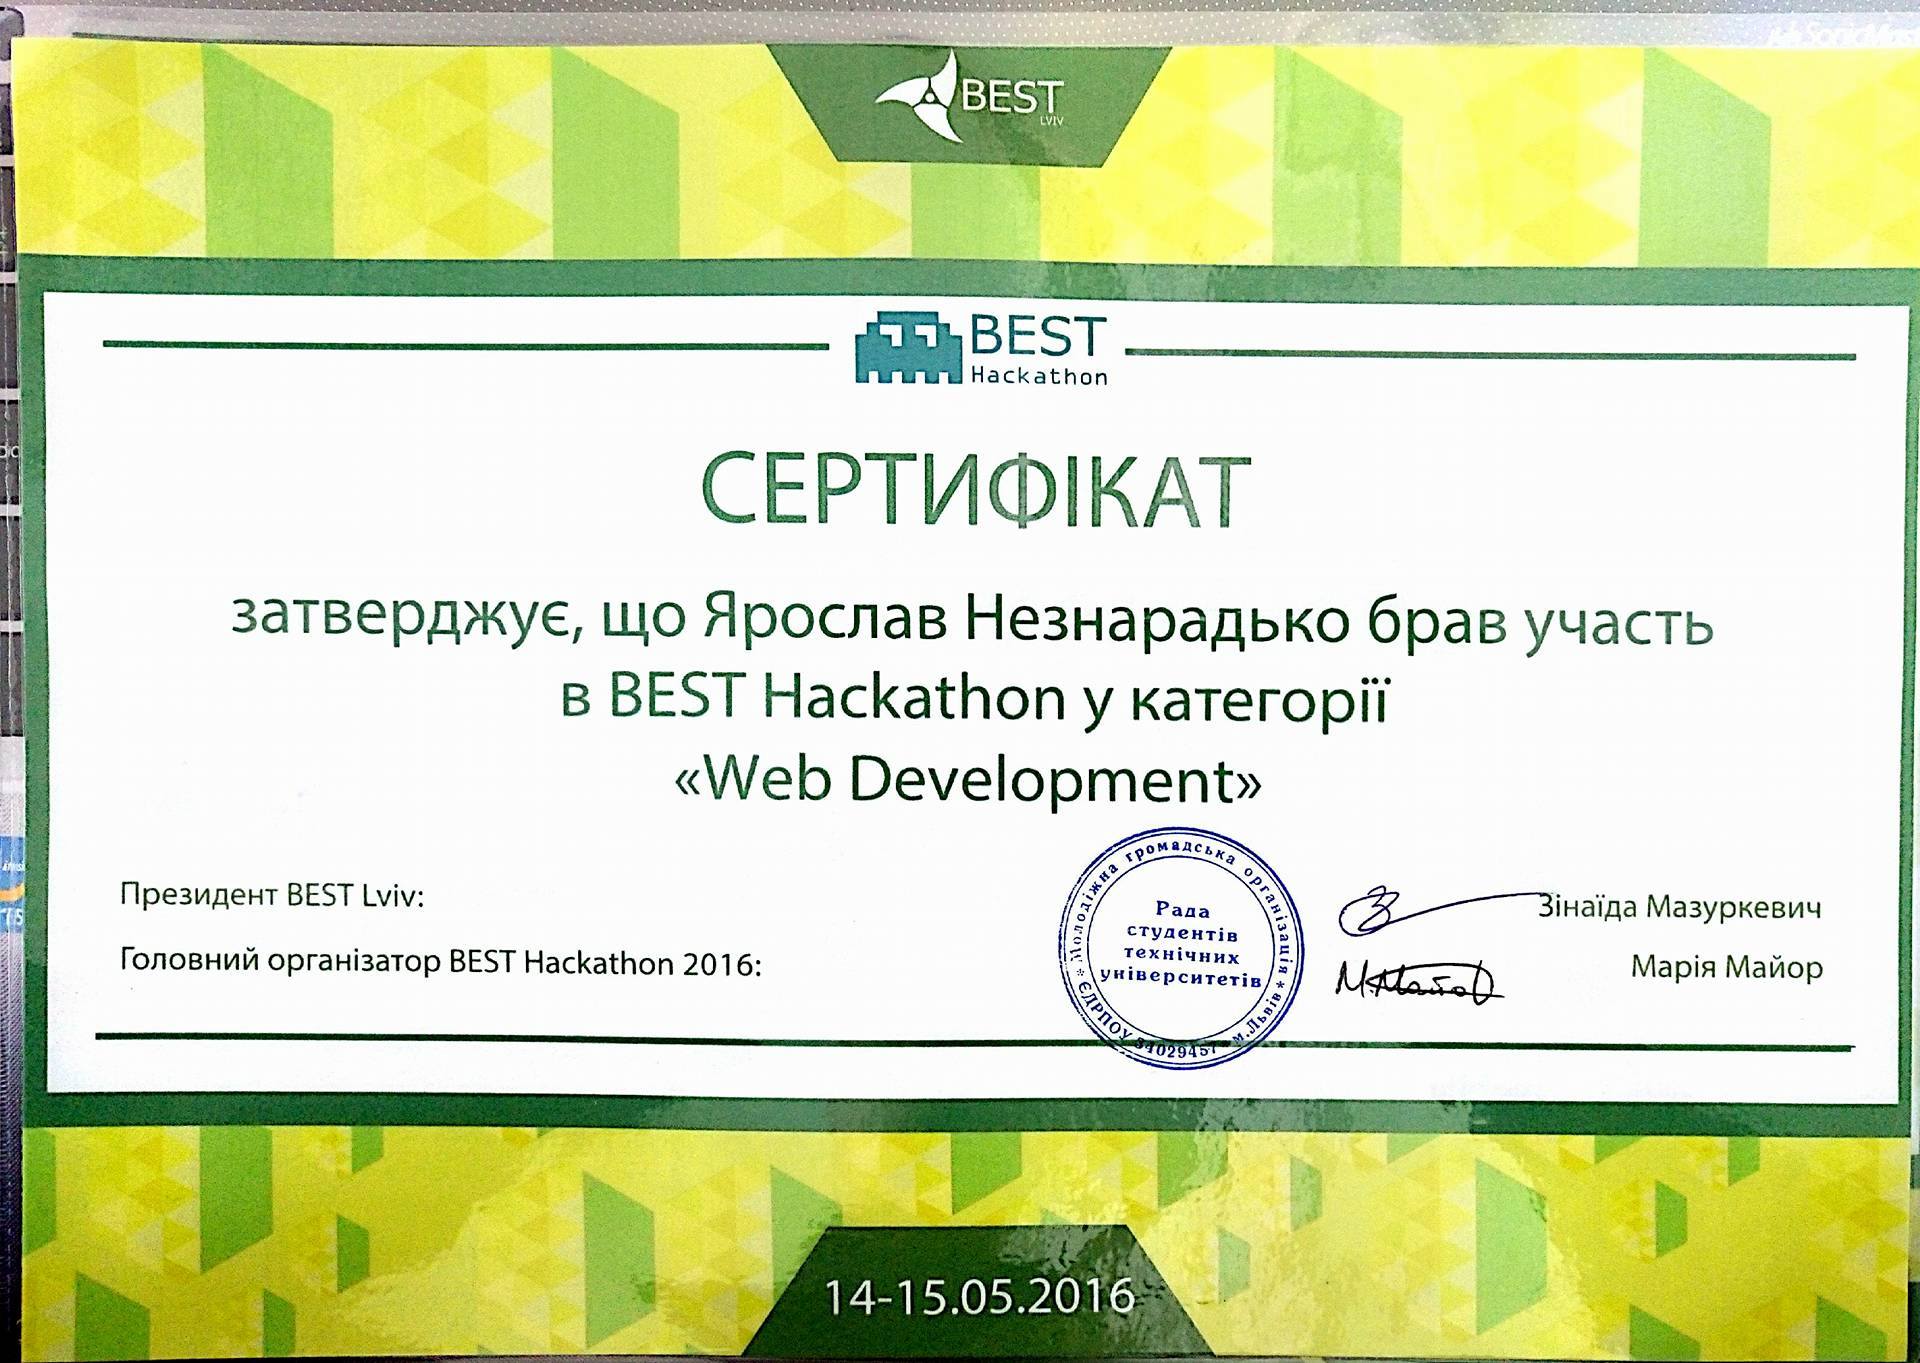 SonicMaster
BEST
LVIV
BEST
Hackathon
СЕРТИФІКАТ
затверджує, що Ярослав Незнарадько брав участь
в BEST Hackathon у категорії
«Web Development»
Президент BEST Lviv:
Зінаїда Мазуркевич
Головний організатор BEST Hackathon 2016:
Марія Майор
* Молодіжна громадська організація *
Рада
студентів
технічних
університетів
ЄДРПОУ 34029457 м.Львів
М.Майор
14-15.05.2016